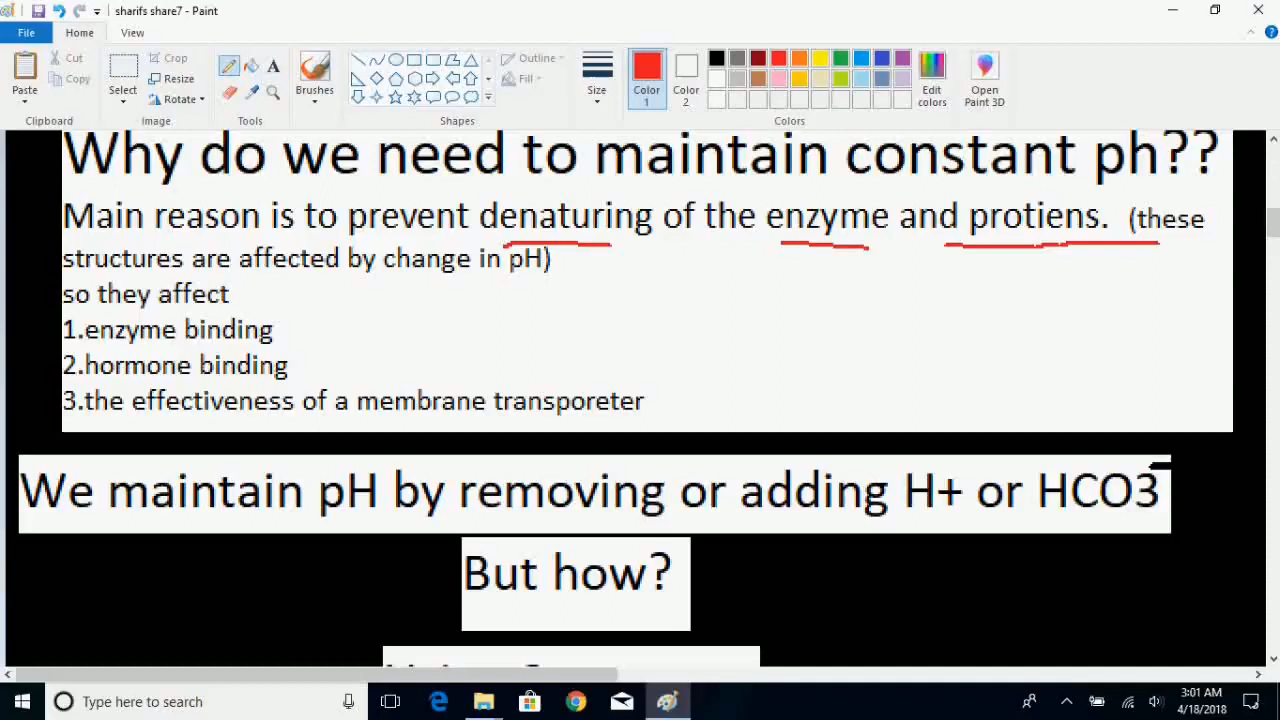 sharifs share7 - Paint
File Home View
Paste Cut Copy Clipboard
Select Crop Resize Rotate Image
Tools
Brushes
Shapes Outline Fill
Size
Color 1 Color 2 Edit colors Colors
Open Paint 3D
Why do we need to maintain constant ph??
Main reason is to prevent denaturing of the enzyme and protiens. (these
structures are affected by change in pH)
so they affect
1.enzyme binding
2.hormone binding
3.the effectiveness of a membrane transporeter
We maintain pH by removing or adding H+ or HCO3-
But how?
Type here to search
3:01 AM
4/18/2018